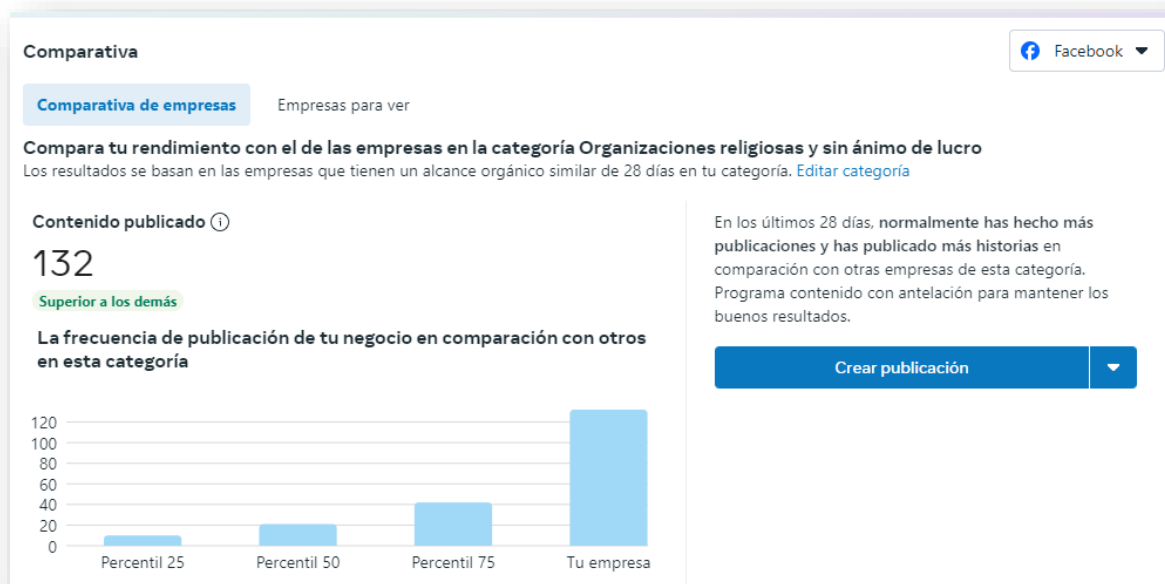 Comparativa
Facebook
Comparativa de empresas
Empresas para ver
Compara tu rendimiento con el de las empresas en la categoría Organizaciones religiosas y sin ánimo de lucro
Los resultados se basan en las empresas que tienen un alcance orgánico similar de 28 días en tu categoría. Editar categoría
Contenido publicado
132
Superior a los demás
La frecuencia de publicación de tu negocio en comparación con otros
en esta categoría
120
100
80
60
40
20
0
Percentil 25
Percentil 50
Percentil 75
Tu empresa
En los últimos 28 días, normalmente has hecho más
publicaciones y has publicado más historias en
comparación con otras empresas de esta categoría.
Programa contenido con antelación para mantener los
buenos resultados.
Crear publicación